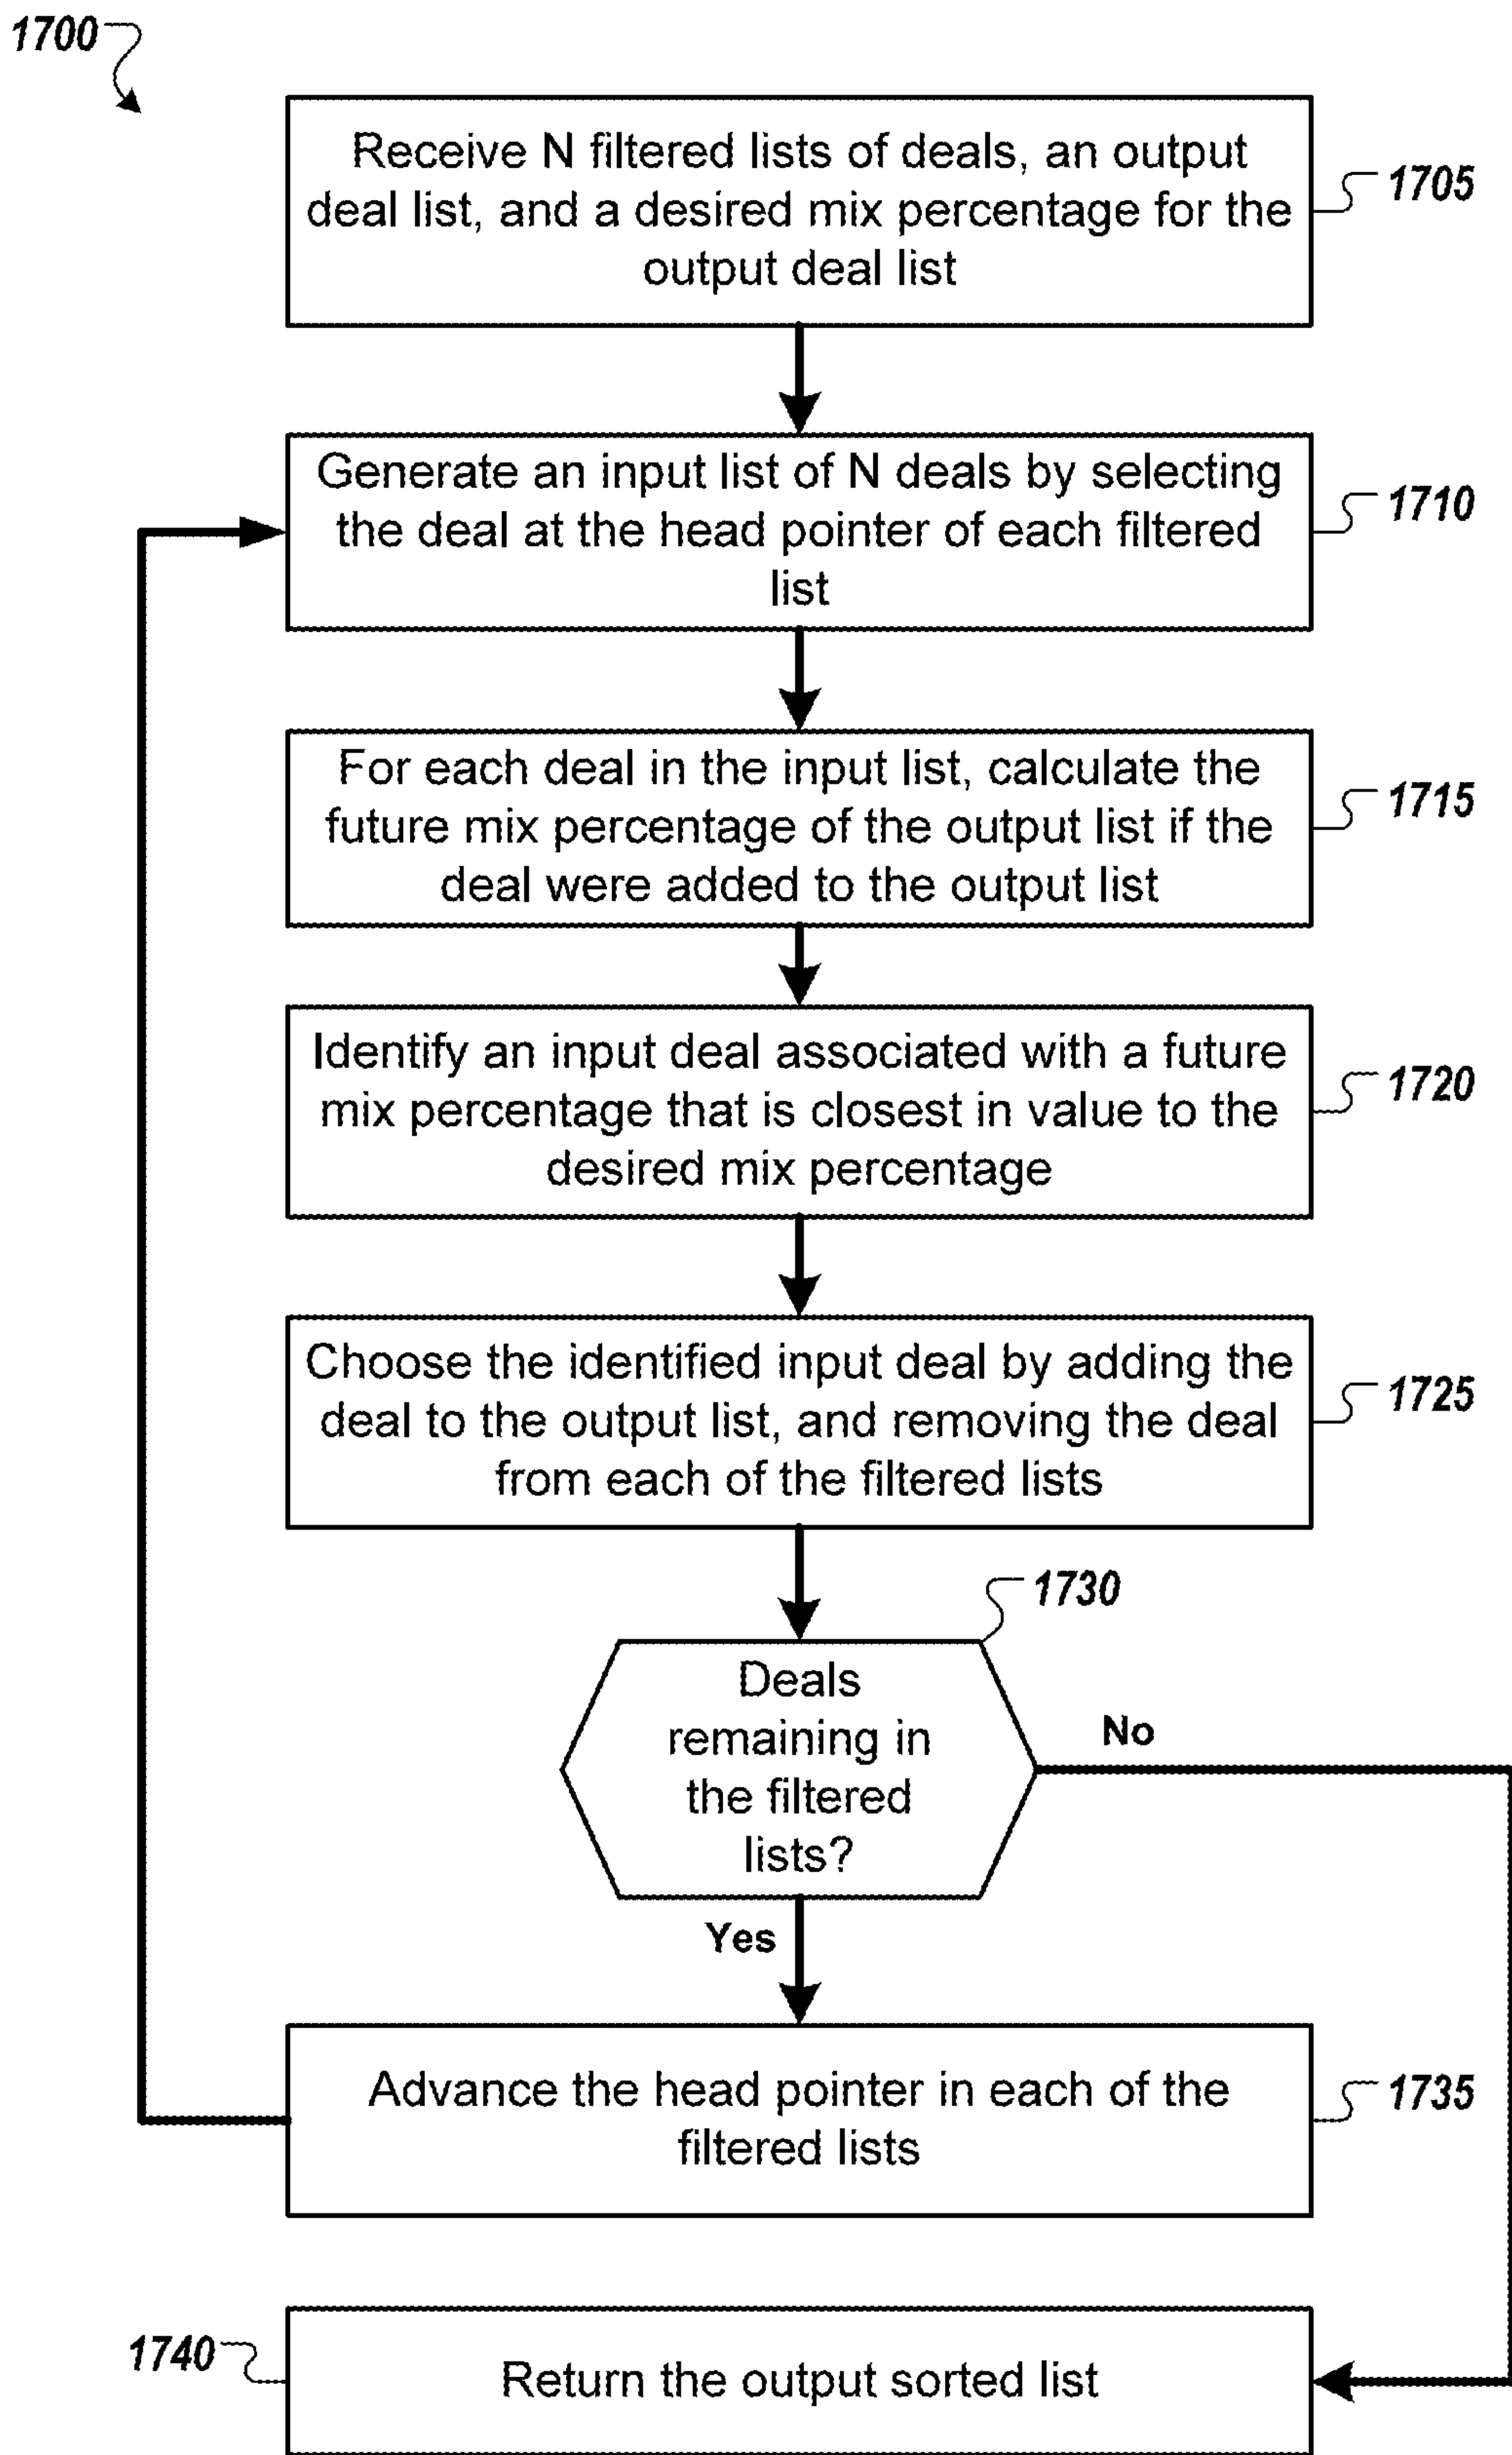 1700
Receive N filtered lists of deals, an output
deal list, and a desired mix percentage for the
output deal list
1705
Generate an input list of N deals by selecting
the deal at the head pointer of each filtered
list
1710
For each deal in the input list, calculate the
future mix percentage of the output list if the
deal were added to the output list
1715
Identify an input deal associated with a future
mix percentage that is closest in value to the
desired mix percentage
1720
Choose the identified input deal by adding the
deal to the output list, and removing the deal
from each of the filtered lists
1725
1730
Deals
remaining in
the filtered
lists?
No
Yes
Advance the head pointer in each of the
filtered lists
1735
1740
Return the output sorted list